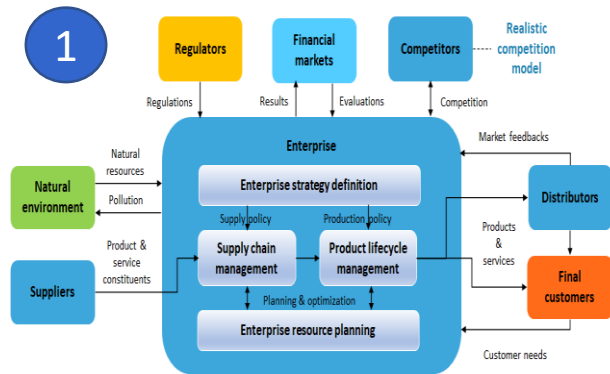 1
Regulators
Financial
markets
Competitors
Realistic
competition
model
Regulations
Results
Evaluations
Competition
Enterprise
Market feedbacks
Natural
resources
Natural
environment
Pollution
Enterprise strategy definition
Distributors
Supply policy
Production policy
Product &
service
constituents
Supply chain
management
Product lifecycle
management
Products
&
services
Suppliers
Planning & optimization
Final
customers
Enterprise resource planning
Customer needs